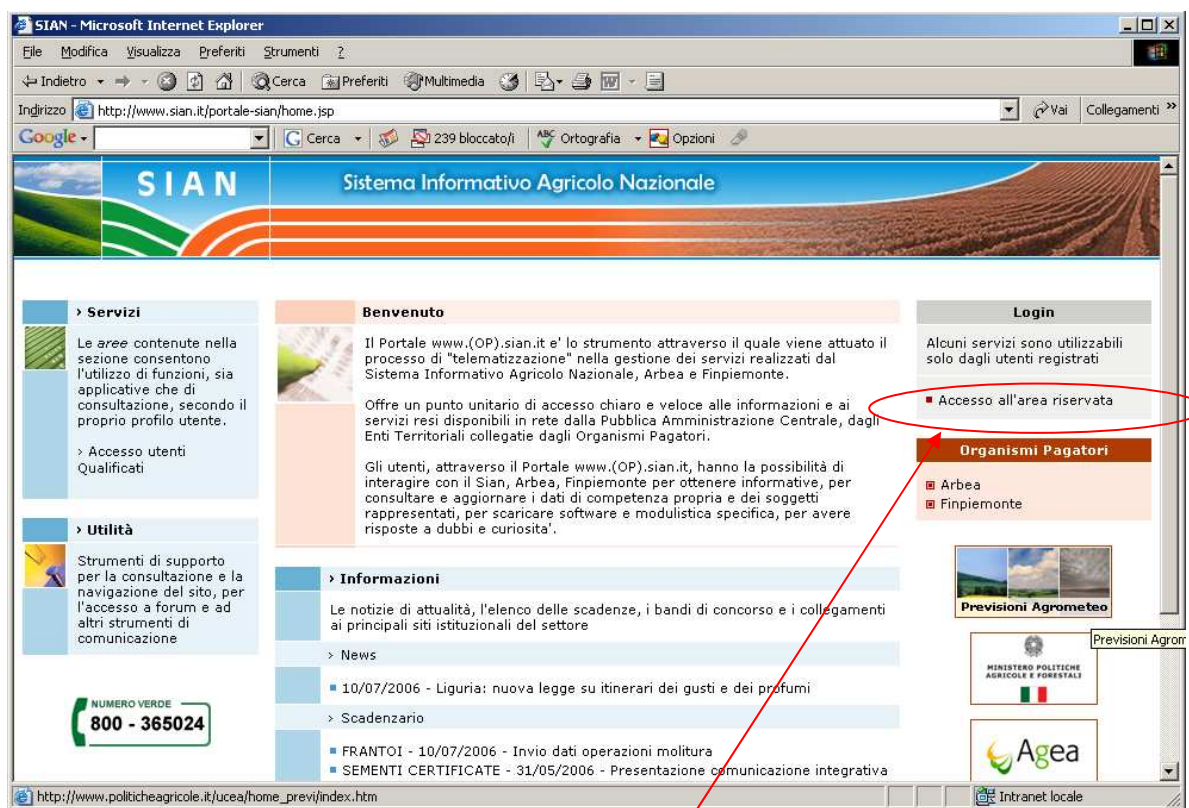 SIAN - Microsoft Internet Explorer
File Modifica Visualizza Preferiti Strumenti ?
Indietro Cerca Preferiti Multimedia
Indirizzo http://www.sian.it/portale-sian/home.jsp Vai Collegamenti »
Google Cerca 239 bloccato/i ABC Ortografia Opzioni
SIAN Sistema Informativo Agricolo Nazionale
› Servizi
Le aree contenute nella
sezione consentono
l'utilizzo di funzioni, sia
applicative che di
consultazione, secondo il
proprio profilo utente.
› Accesso utenti
Qualificati
› Utilità
Strumenti di supporto
per la consultazione e la
navigazione del sito, per
l'accesso a forum e ad
altri strumenti di
comunicazione
NUMERO VERDE
800 - 365024
Benvenuto
Il Portale www.(OP).sian.it e' lo strumento attraverso il quale viene attuato il
processo di "telematizzazione" nella gestione dei servizi realizzati dal
Sistema Informativo Agricolo Nazionale, Arbea e Finpiemonte.
Offre un punto unitario di accesso chiaro e veloce alle informazioni e ai
servizi resi disponibili in rete dalla Pubblica Amministrazione Centrale, dagli
Enti Territoriali collegatie dagli Organismi Pagatori.
Gli utenti, attraverso il Portale www.(OP).sian.it, hanno la possibilità di
interagire con il Sian, Arbea, Finpiemonte per ottenere informative, per
consultare e aggiornare i dati di competenza propria e dei soggetti
rappresentati, per scaricare software e modulistica specifica, per avere
risposte a dubbi e curiosita'.
› Informazioni
Le notizie di attualità, l'elenco delle scadenze, i bandi di concorso e i collegamenti
ai principali siti istituzionali del settore
› News
10/07/2006 - Liguria: nuova legge su itinerari dei gusti e dei profumi
› Scadenzario
FRANTOI - 10/07/2006 - Invio dati operazioni molitura
SEMENTI CERTIFICATE - 31/05/2006 - Presentazione comunicazione integrativa
Login
Alcuni servizi sono utilizzabili
solo dagli utenti registrati
Accesso all'area riservata
Organismi Pagatori
Arbea
Finpiemonte
Previsioni Agrometeo
Previsioni Agrom
MINISTERO POLITICHE
AGRICOLE E FORESTALI
Agea
http://www.politicheagricole.it/ucea/home_previ/index.htm Intranet locale